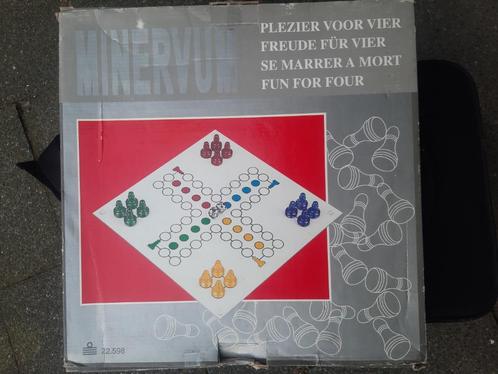 MINERVUM
PLEZIER VOOR VIER
FREUDE FÜR VIER
SE MARRER A MORT
FUN FOR FOUR
22.598